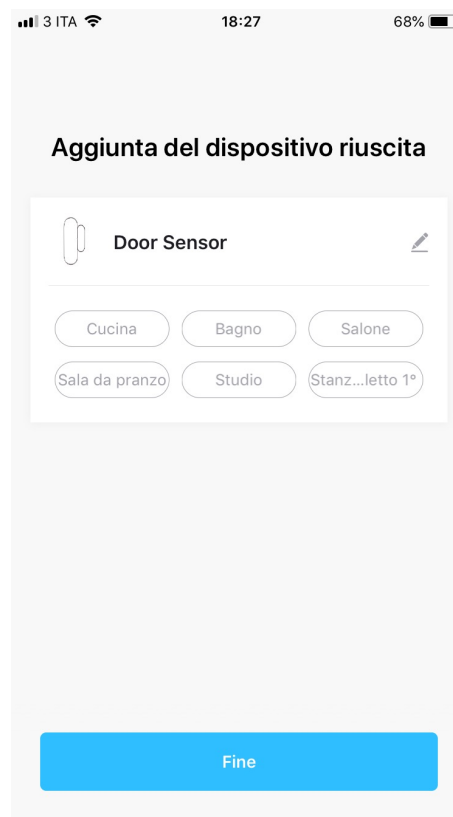 3 ITA 18:27 68%
Aggiunta del dispositivo riuscita
Door Sensor
Cucina Bagno Salone
Sala da pranzo Studio Stanz...letto 1°
Fine